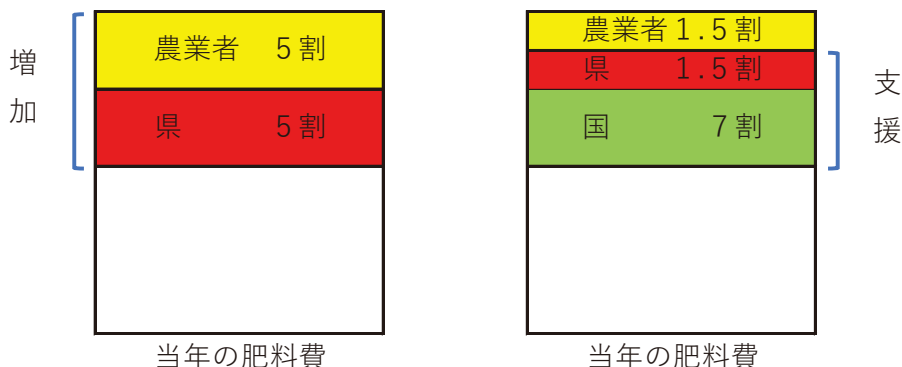 増加
農業者 5割
県 5割
当年の肥料費
農業者1.5割
県 1.5割
国 7割
支援
当年の肥料費